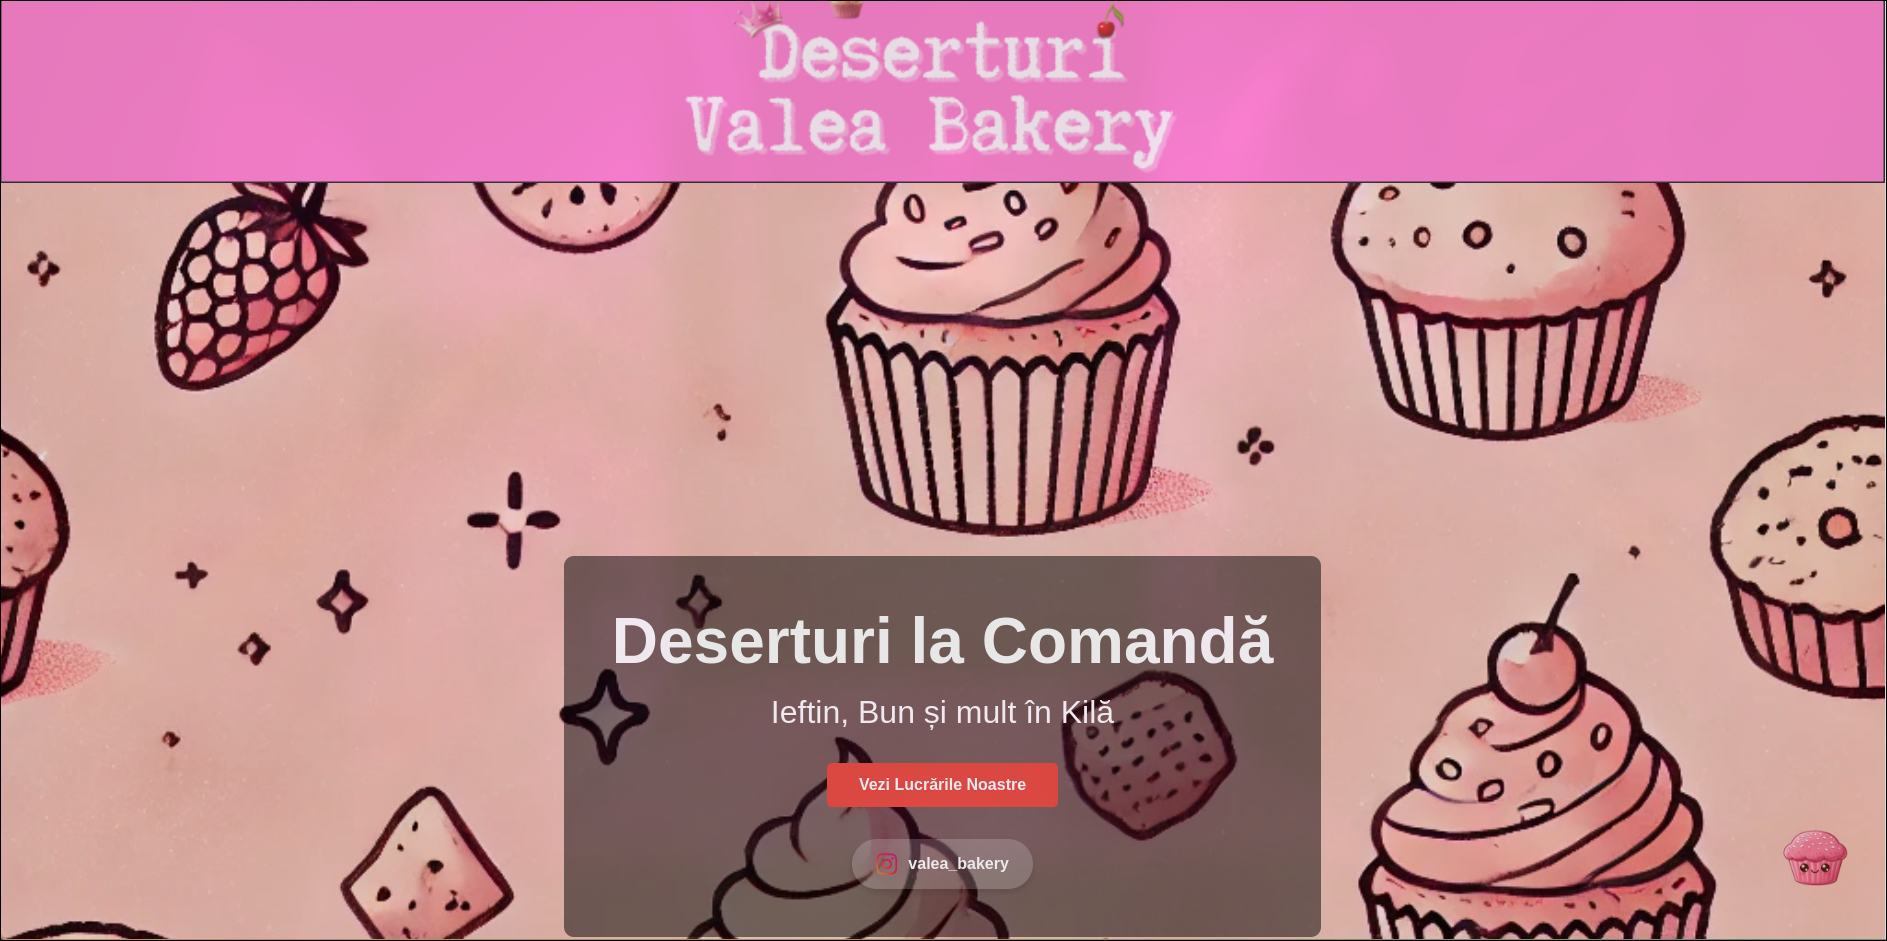 Deserturi
Valea Bakery
Deserturi la Comandă
Ieftin, Bun și mult în Kilă
Vezi Lucrările Noastre
valea_bakery